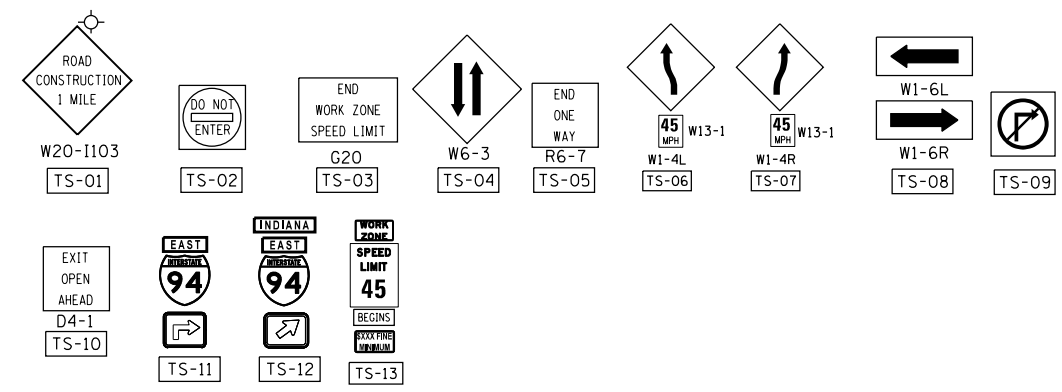 ROAD
CONSTRUCTION
1 MILE
W20-I103
TS-01
DO NOT
ENTER
TS-02
END
WORK ZONE
SPEED LIMIT
G20
TS-03
W6-3
TS-04
END
ONE
WAY
R6-7
TS-05
45
MPH
W13-1
W1-4L
TS-06
45
MPH
W13-1
W1-4R
TS-07
W1-6L
W1-6R
TS-08
TS-09
EXIT
OPEN
AHEAD
D4-1
TS-10
EAST
INTERSTATE
94
TS-11
INDIANA
EAST
INTERSTATE
94
TS-12
WORK
ZONE
SPEED
LIMIT
45
BEGINS
$XXX FINE
MINIMUM
TS-13